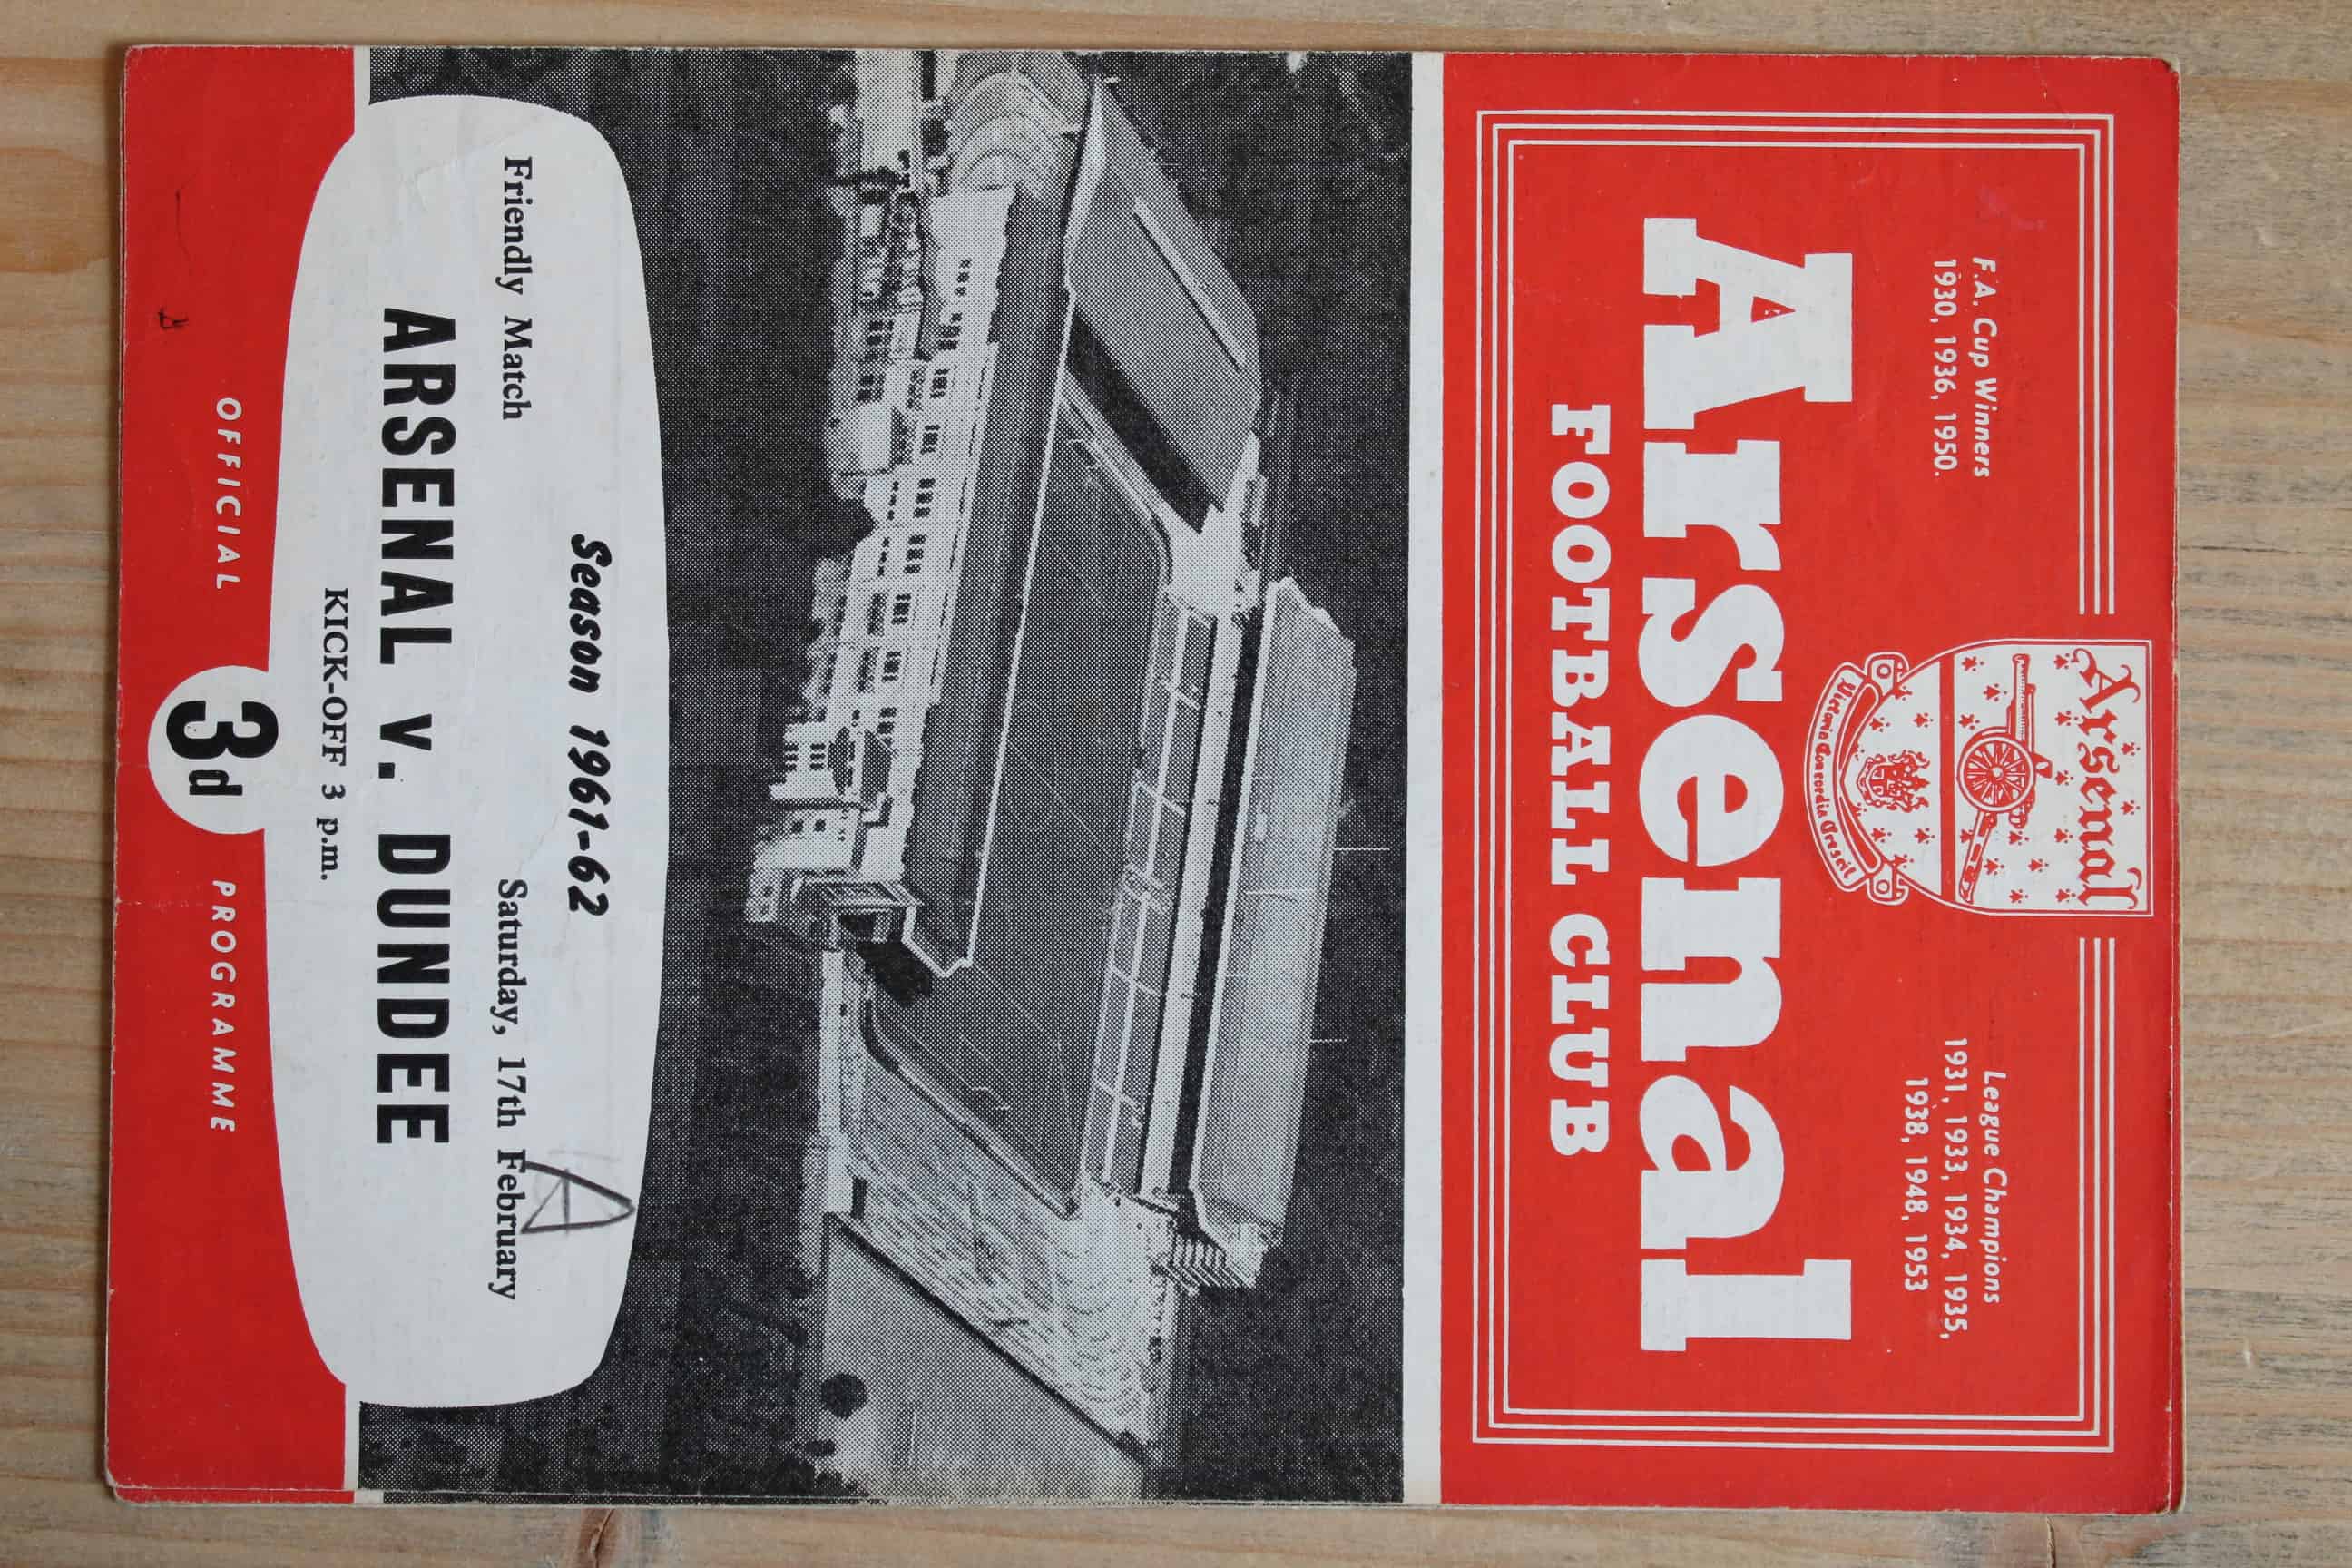 Arsenal
Victoria Concordia Crescit
F.A. Cup Winners
1930, 1936, 1950.
League Champions
1931, 1933, 1934, 1935,
1938, 1948, 1953
Arsenal
FOOTBALL CLUB
Season 1961-62
Friendly Match
Saturday, 17th February
A
ARSENAL v. DUNDEE
KICK-OFF 3 p.m.
OFFICIAL
3d
PROGRAMME